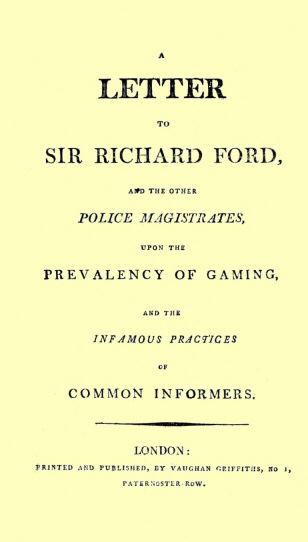 A
LETTER
TO
SIR RICHARD FORD,
AND THE OTHER
POLICE MAGISTRATES,
UPON THE
PREVALENCY OF GAMING,
AND THE
INFAMOUS PRACTICES
OF
COMMON INFORMERS.
LONDON:
PRINTED AND PUBLISHED, BY VAUGHAN GRIFFITHS, NO 1,
PATERNOSTER-ROW.